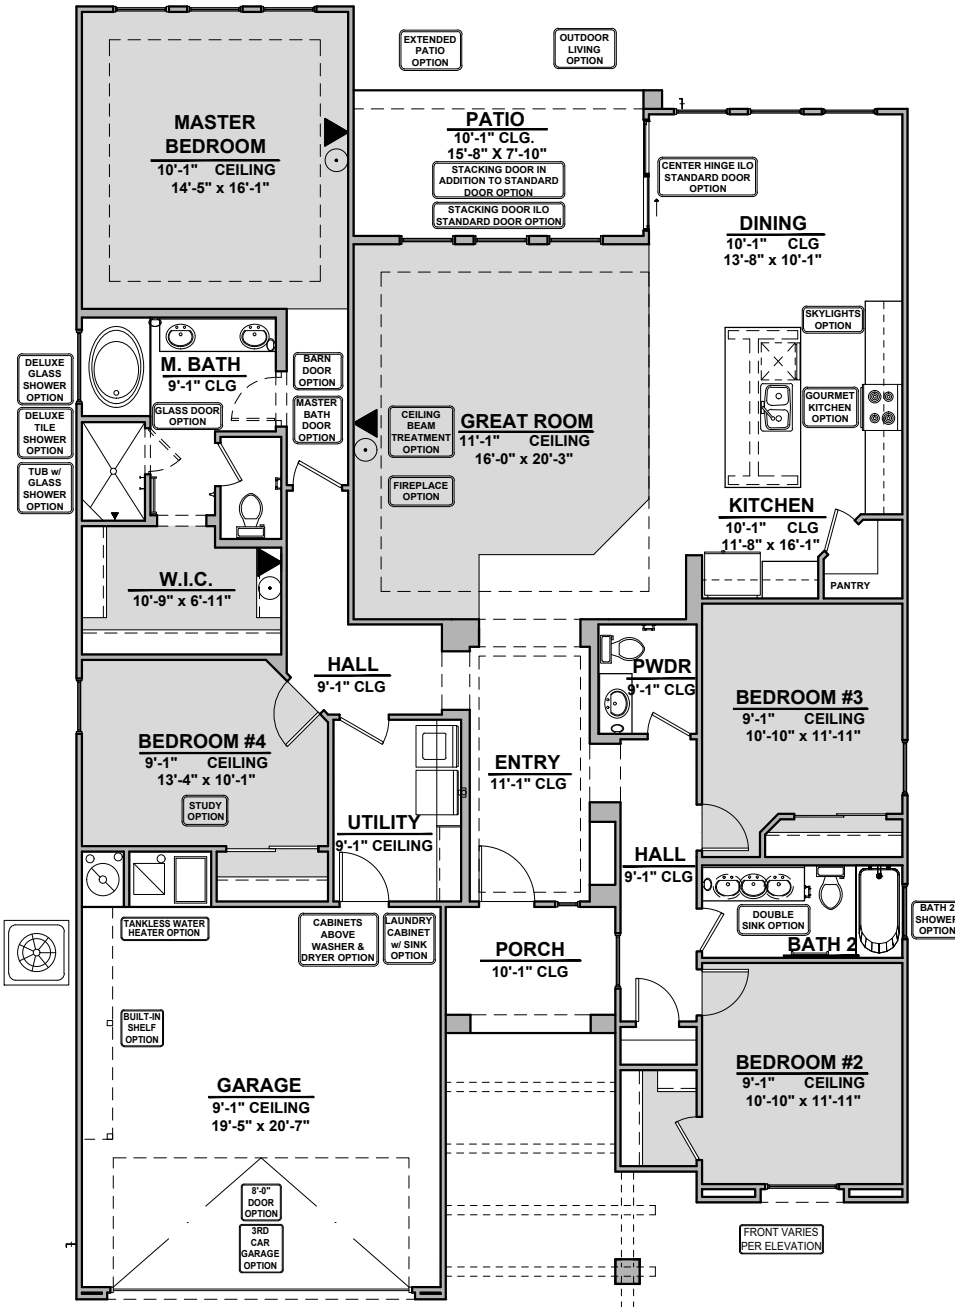 EXTENDED
PATIO
OPTION
OUTDOOR
LIVING
OPTION
MASTER
BEDROOM
10'-1" CEILING
14'-5" x 16'-1"
PATIO
10'-1" CLG.
15'-8" X 7'-10"
STACKING DOOR IN
ADDITION TO STANDARD
DOOR OPTION
STACKING DOOR ILO
STANDARD DOOR OPTION
CENTER HINGE ILO
STANDARD DOOR
OPTION
DINING
10'-1" CLG
13'-8" x 10'-1"
SKYLIGHTS
OPTION
DELUXE
GLASS
SHOWER
OPTION
DELUXE
TILE
SHOWER
OPTION
TUB w/
GLASS
SHOWER
OPTION
M. BATH
9'-1" CLG
GLASS DOOR
OPTION
BARN
DOOR
OPTION
MASTER
BATH
DOOR
OPTION
CEILING
BEAM
TREATMENT
OPTION
FIREPLACE
OPTION
GREAT ROOM
11'-1" CEILING
16'-0" x 20'-3"
GOURMET
KITCHEN
OPTION
KITCHEN
10'-1" CLG
11'-8" x 16'-1"
PANTRY
W.I.C.
10'-9" x 6'-11"
HALL
9'-1" CLG
PWDR
9'-1" CLG
BEDROOM #3
9'-1" CEILING
10'-10" x 11'-11"
BEDROOM #4
9'-1" CEILING
13'-4" x 10'-1"
STUDY
OPTION
ENTRY
11'-1" CLG
UTILITY
9'-1" CEILING
HALL
9'-1" CLG
TANKLESS WATER
HEATER OPTION
CABINETS
ABOVE
WASHER &
DRYER OPTION
LAUNDRY
CABINET
w/ SINK
OPTION
PORCH
10'-1" CLG
DOUBLE
SINK OPTION
BATH 2
BATH 2
SHOWER
OPTION
BUILT-IN
SHELF
OPTION
GARAGE
9'-1" CEILING
19'-5" x 20'-7"
BEDROOM #2
9'-1" CEILING
10'-10" x 11'-11"
8'-0"
DOOR
OPTION
3RD
CAR
GARAGE
OPTION
FRONT VARIES
PER ELEVATION